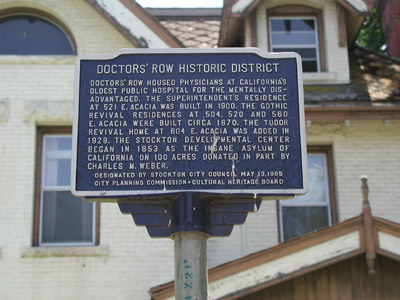 DOCTORS' ROW HISTORIC DISTRICT
DOCTORS' ROW HOUSED PHYSICIANS AT CALIFORNIA'S
OLDEST PUBLIC HOSPITAL FOR THE MENTALLY DIS-
ADVANTAGED. THE SUPERINTENDENT'S RESIDENCE
AT 521 E. ACACIA WAS BUILT IN 1900. THE GOTHIC
REVIVAL RESIDENCES AT 504, 520 AND 560
E. ACACIA WERE BUILT CIRCA 1870. THE TUDOR
REVIVAL HOME AT 604 E. ACACIA WAS ADDED IN
1929. THE STOCKTON DEVELOPMENTAL CENTER
BEGAN IN 1853 AS THE INSANE ASYLUM OF
CALIFORNIA ON 100 ACRES DONATED IN PART BY
CHARLES M. WEBER.
DESIGNATED BY STOCKTON CITY COUNCIL MAY 13, 1985
CITY PLANNING COMMISSION • CULTURAL HERITAGE BOARD